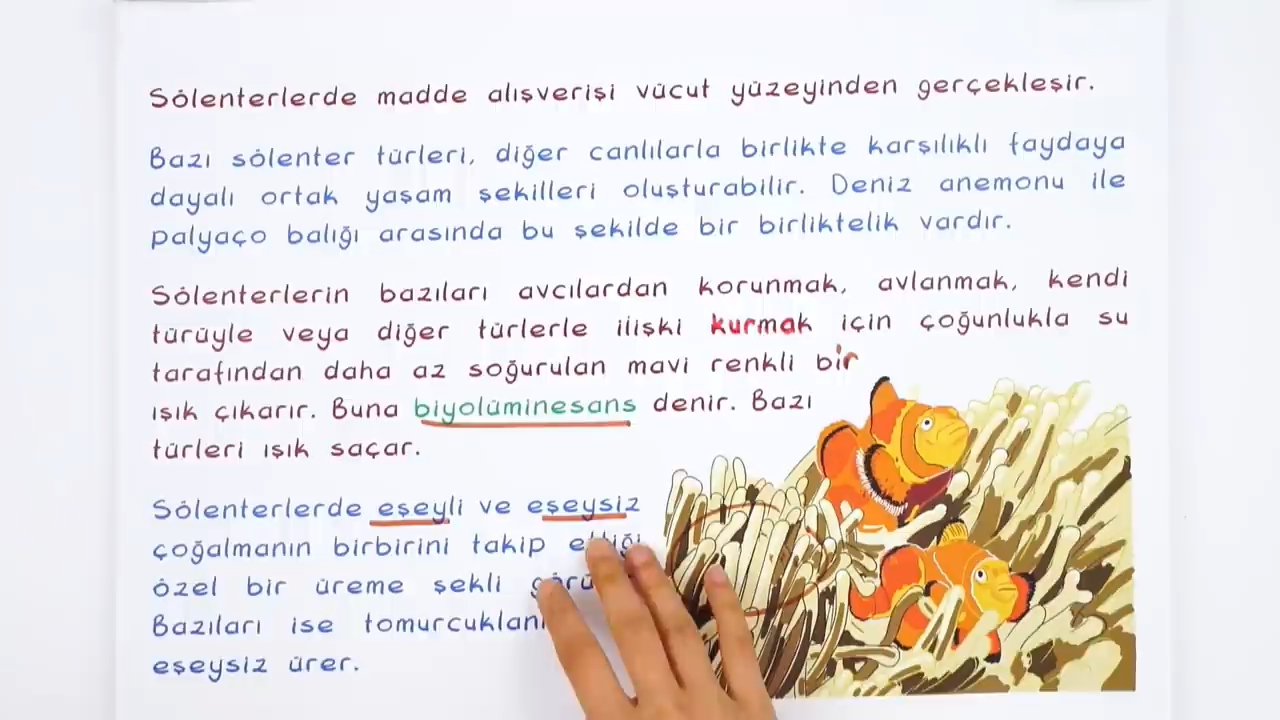 Sölenterlerde madde alışverişi vücut yüzeyinden gerçekleşir.
Bazı sölenter türleri, diğer canlılarla birlikte karşılıklı faydaya
dayalı ortak yaşam şekilleri oluşturabilir. Deniz anemonu ile
palyaço balığı arasında bu şekilde bir birliktelik vardır.
Sölenterlerin bazıları avcılardan korunmak, avlanmak, kendi
türüyle veya diğer türlerle ilişki kurmak için çoğunlukla su
tarafından daha az soğurulan mavi renkli bir
ışık çıkarır. Buna biyolüminesans denir. Bazı
türleri ışık saçar.
Sölenterlerde eşeyli ve eşeysiz
çoğalmanın birbirini takip
özel bir üreme şekli
Bazıları ise
eşeysiz ürer.